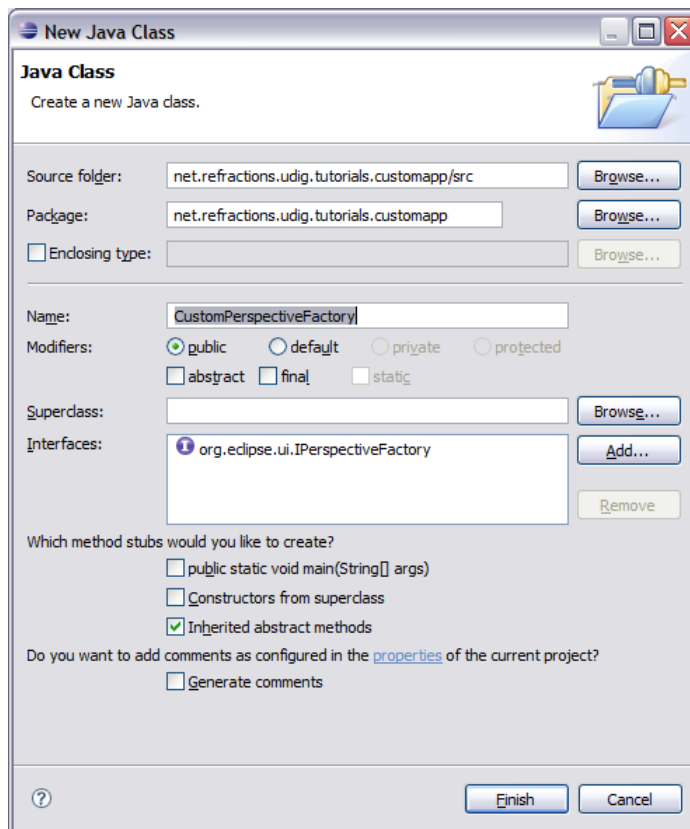 New Java Class
Java Class
Create a new Java class.
Source folder: net.refractions.udig.tutorials.customapp/src Browse...
Package: net.refractions.udig.tutorials.customapp Browse...
Enclosing type: Browse...
Name: CustomPerspectiveFactory
Modifiers: public default private protected
abstract final static
Superclass: Browse...
Interfaces: org.eclipse.ui.IPerspectiveFactory Add...
Remove
Which method stubs would you like to create?
public static void main(String[] args)
Constructors from superclass
Inherited abstract methods
Do you want to add comments as configured in the properties of the current project?
Generate comments
Finish Cancel